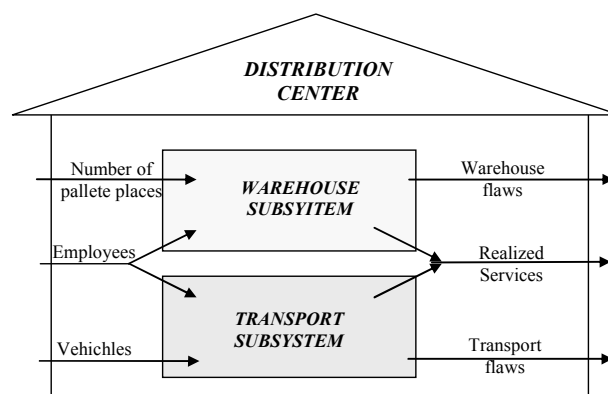 DISTRIBUTION
CENTER
Number of
pallete places
WAREHOUSE
SUBSYITEM
Warehouse
flaws
Employees
Realized
Services
Vehichles
TRANSPORT
SUBSYSTEM
Transport
flaws